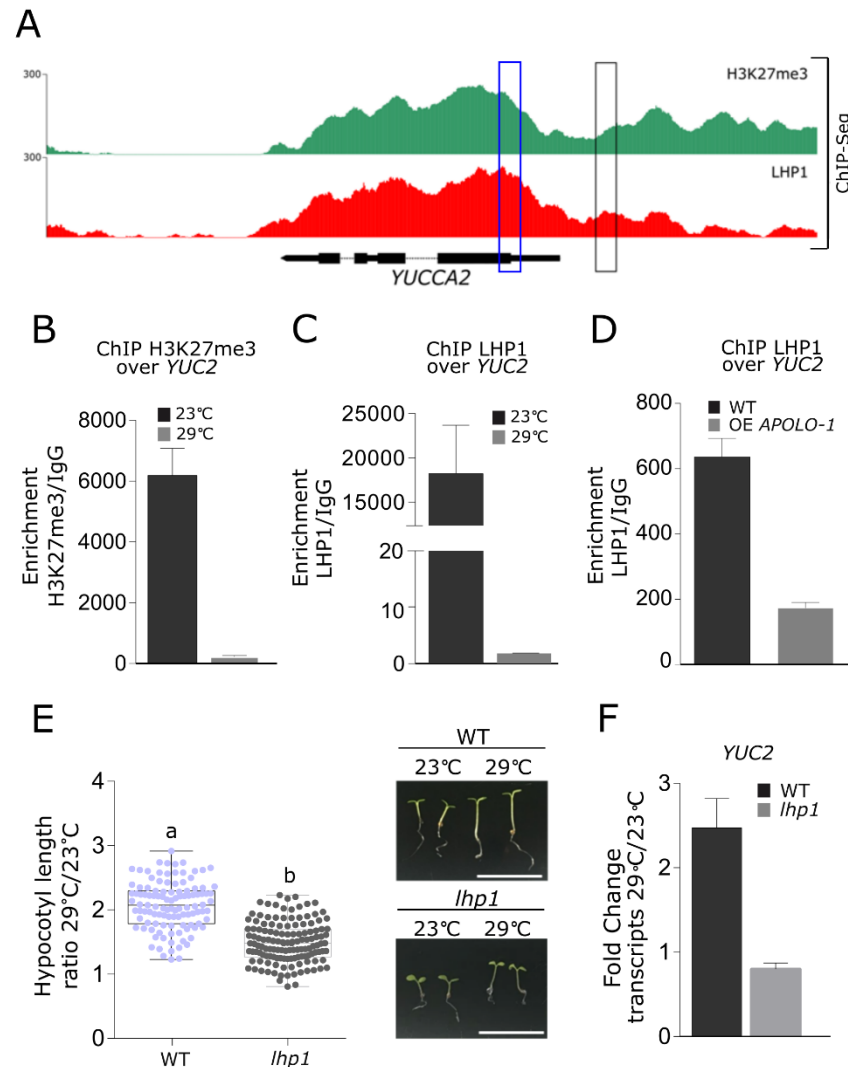 A
300
H3K27me3
300
LHP1
ChIP-Seq
YUCCA2
B
ChIP H3K27me3
over YUC2
23°C
29°C
8000
6000
4000
2000
0
Enrichment
H3K27me3/IgG
C
ChIP LHP1
over YUC2
23°C
29°C
25000
20000
15000
20
10
0
Enrichment
LHP1/IgG
D
ChIP LHP1
over YUC2
WT
OE APOLO-1
800
600
400
200
0
Enrichment
LHP1/IgG
E
4
3
2
1
0
Hypocotyl length
ratio 29°C/23°C
a
b
WT
lhp1
WT
23°C 29°C
lhp1
23°C 29°C
F
YUC2
WT
lhp1
3
2
1
0
Fold Change
transcripts 29°C/23°C